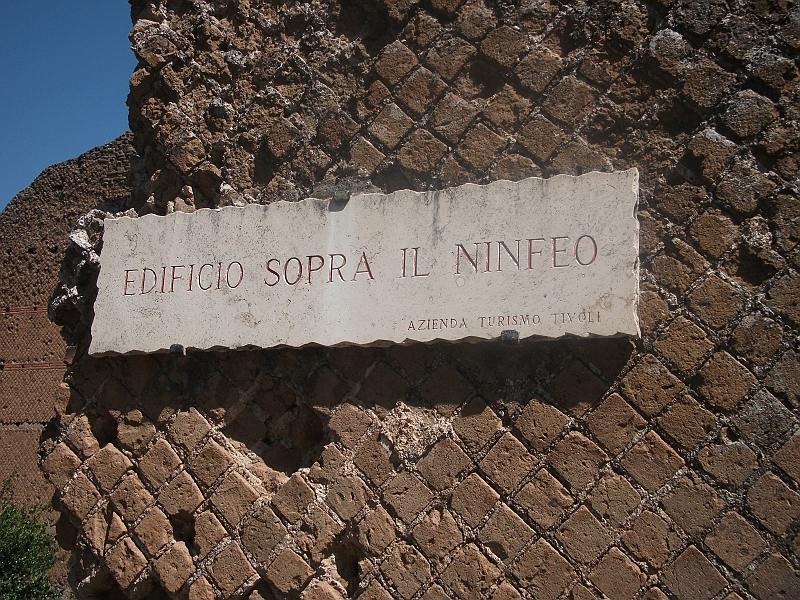 EDIFICIO SOPRA IL NINFEO
AZIENDA TURISMO TIVOLI